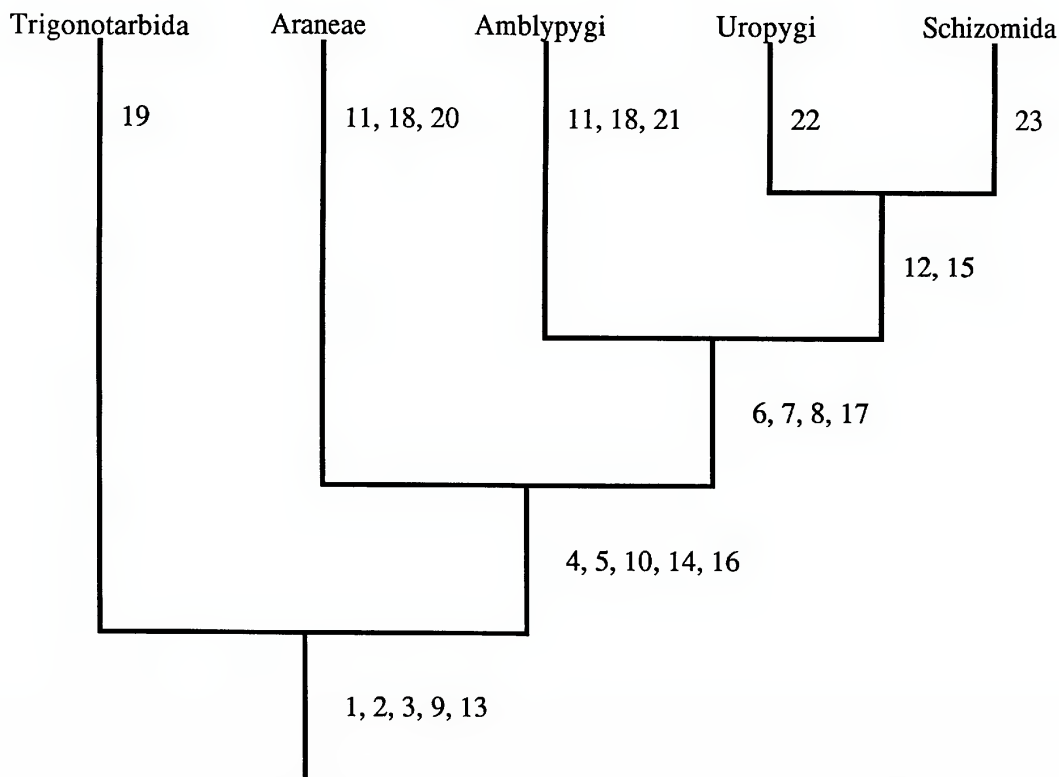 Trigonotarbida Araneae Amblypygi Uropygi Schizomida
19 11, 18, 20 11, 18, 21 22 23
12, 15
6, 7, 8, 17
4, 5, 10, 14, 16
1, 2, 3, 9, 13